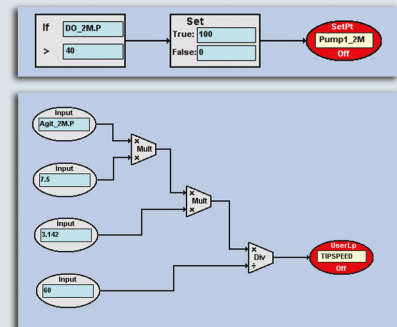 If DO_2M.P
> 40
Set
True: 100
False: 0
SetPt
Pump1_2M
Off
Input
Agit_2M.P
Mult
Input
7.5
Mult
Input
3.142
Div
UserLp
TIPSPEED
Off
Input
60